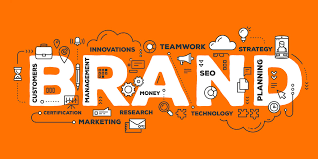 INNOVATIONS
TEAMWORK
STRATEGY
CUSTOMERS
BRAND
MANAGEMENT
MONEY
SEO
PLANNING
CERTIFICATION
RESEARCH
TECHNOLOGY
MARKETING